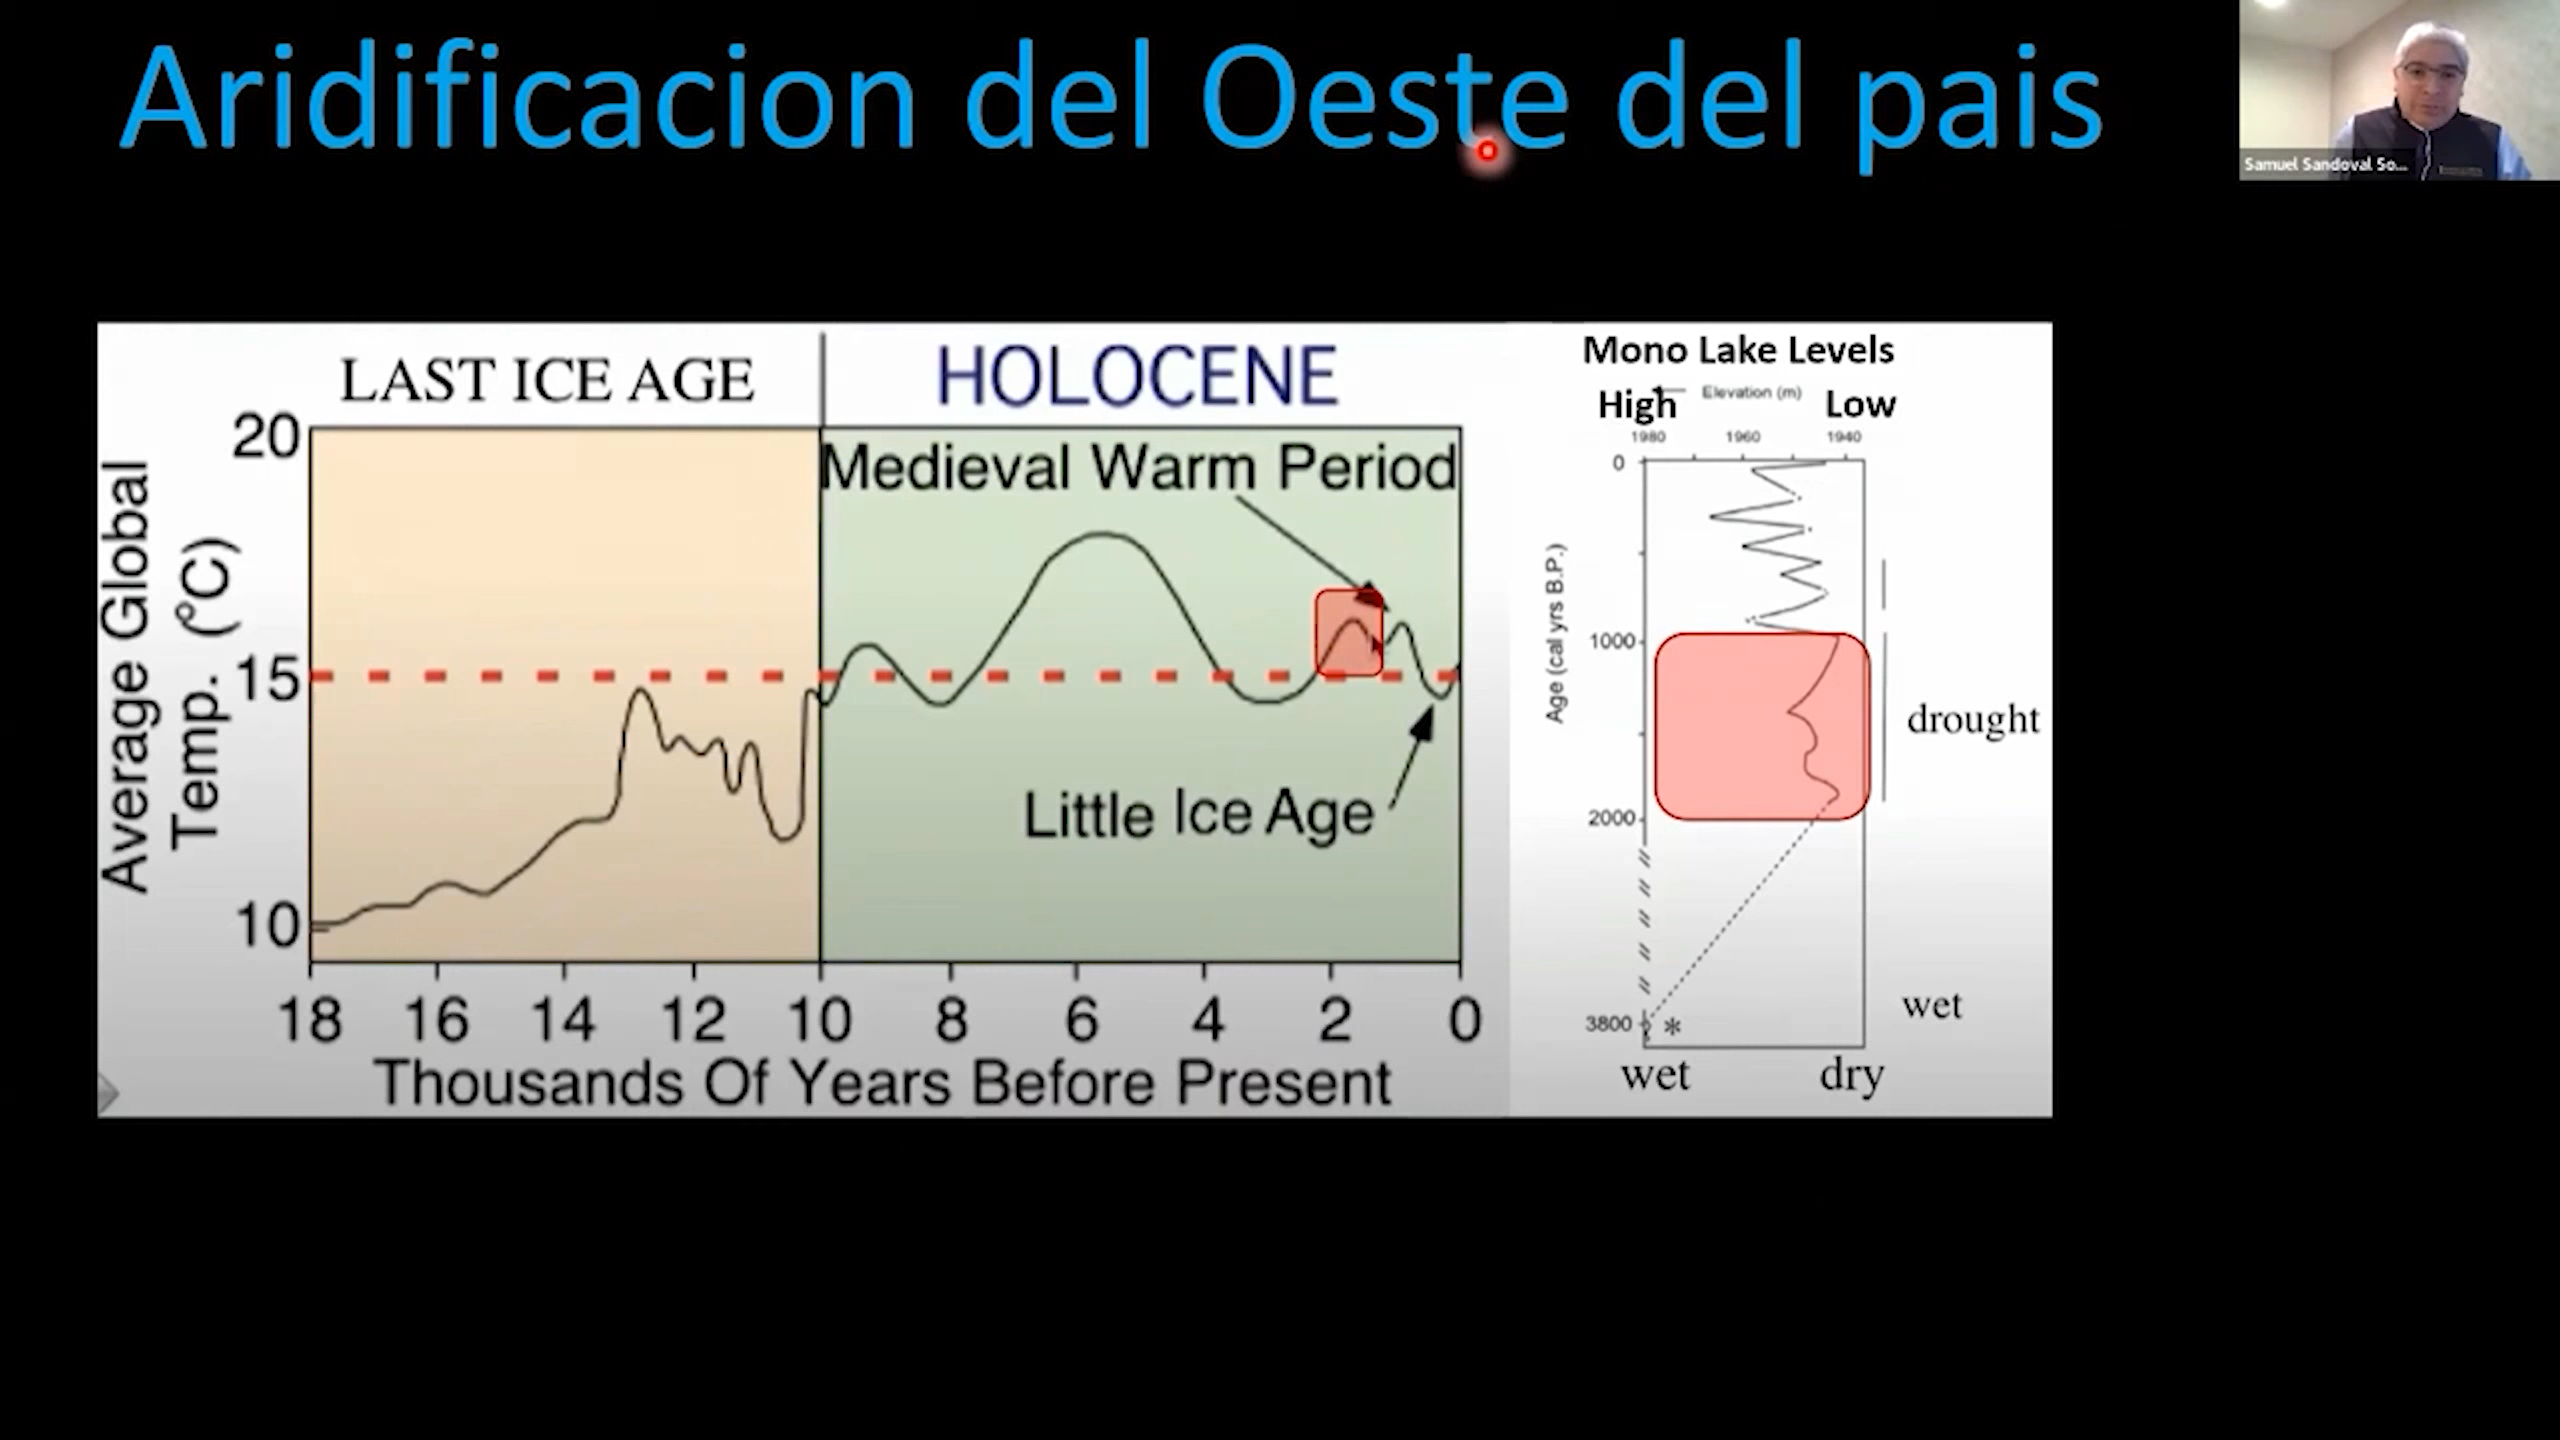 Aridificacion del Oeste del pais
Samuel Sandoval So...
LAST ICE AGE
HOLOCENE
Average Global
Temp. (°C)
20
15
10
Medieval Warm Period
Little Ice Age
18 16 14 12 10 8 6 4 2 0
Thousands Of Years Before Present
Mono Lake Levels
High Elevation (m) Low
1980 1960 1940
Age (cal yrs B.P.)
0
1000
2000
3800 *
drought
wet
wet dry